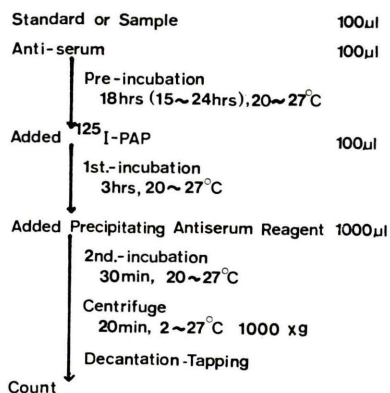 Standard or Sample 100µl
Anti-serum 100µl
Pre-incubation
18hrs (15~24hrs), 20~27°C
Added ¹²⁵I-PAP 100µl
1st.-incubation
3hrs, 20~27°C
Added Precipitating Antiserum Reagent 1000µl
2nd.-incubation
30min, 20~27°C
Centrifuge
20min, 2~27°C 1000 xg
Decantation-Tapping
Count